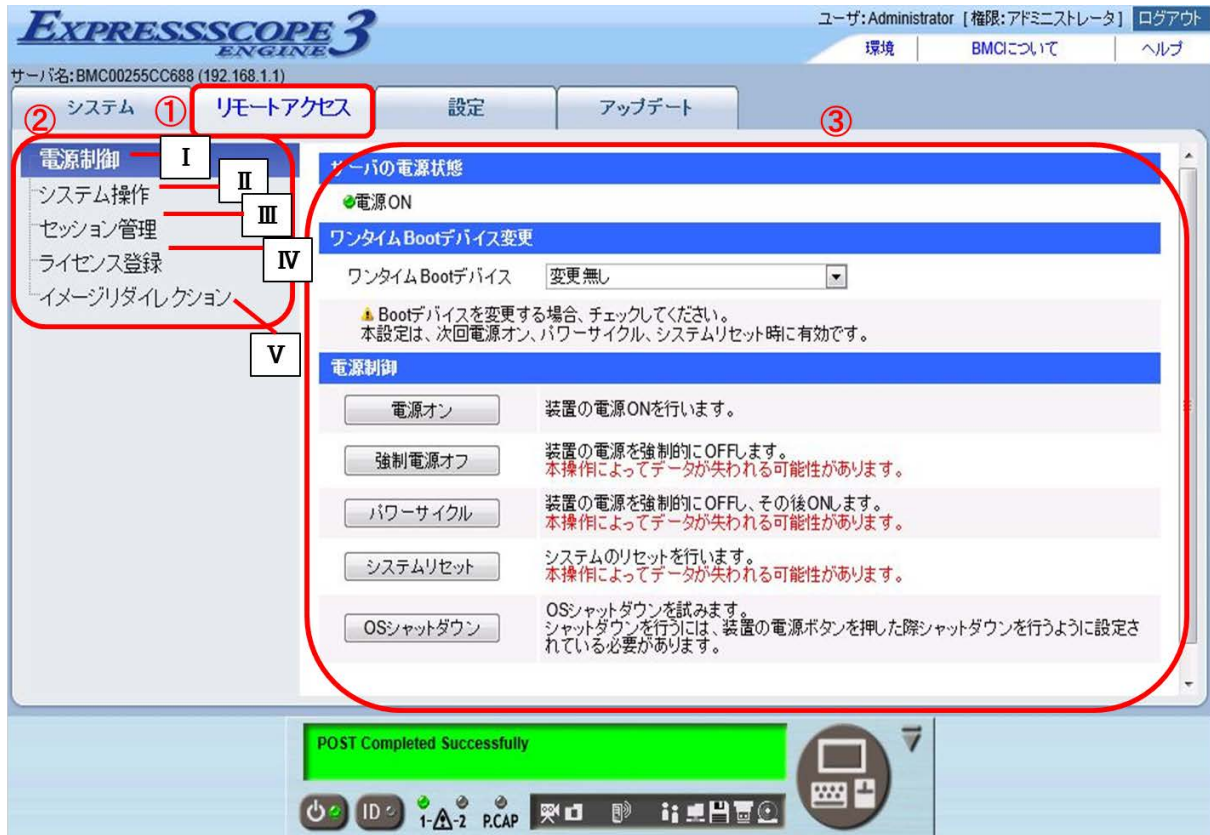 EXPRESSSCOPE 3
ENGINE
ユーザ:Administrator [権限:アドミニストレータ] ログアウト
環境 BMCについて ヘルプ
サーバ名:BMC00255CC688 (192.168.1.1)
システム ① リモートアクセス 設定 アップデート
② ③
電源制御 Ⅰ
システム操作 Ⅱ
セッション管理 Ⅲ
ライセンス登録 Ⅳ
イメージリダイレクション Ⅴ
サーバの電源状態
電源ON
ワンタイムBootデバイス変更
ワンタイムBootデバイス 変更無し
Bootデバイスを変更する場合、チェックしてください。
本設定は、次回電源オン、パワーサイクル、システムリセット時に有効です。
電源制御
電源オン 装置の電源ONを行います。
強制電源オフ 装置の電源を強制的にOFFします。
本操作によってデータが失われる可能性があります。
パワーサイクル 装置の電源を強制的にOFFし、その後ONします。
本操作によってデータが失われる可能性があります。
システムリセット システムのリセットを行います。
本操作によってデータが失われる可能性があります。
OSシャットダウン OSシャットダウンを試みます。
シャットダウンを行うには、装置の電源ボタンを押した際シャットダウンを行うように設定さ
れている必要があります。
POST Completed Successfully
ID 1-2 P.CAP